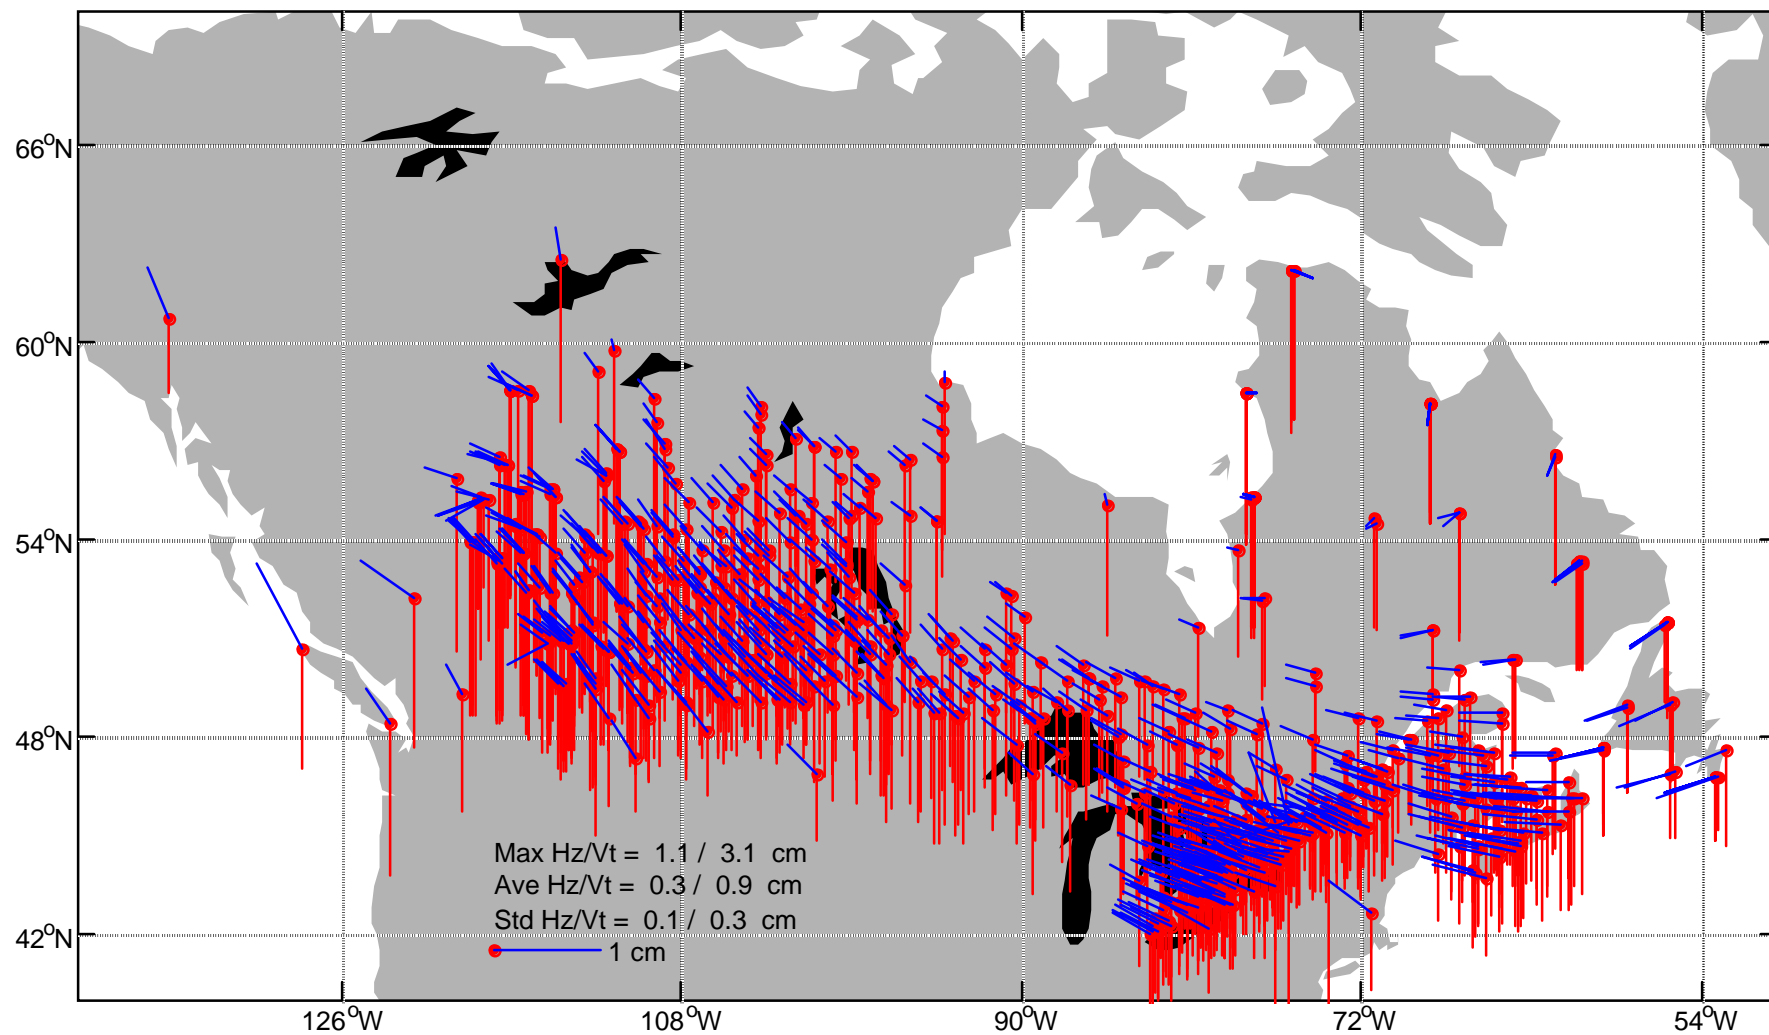 66°N
60°N
54°N
48°N
42°N
Max Hz/Vt = 1.1 / 3.1 cm
Ave Hz/Vt = 0.3 / 0.9 cm
Std Hz/Vt = 0.1 / 0.3 cm
1 cm
126°W 108°W 90°W 72°W 54°W